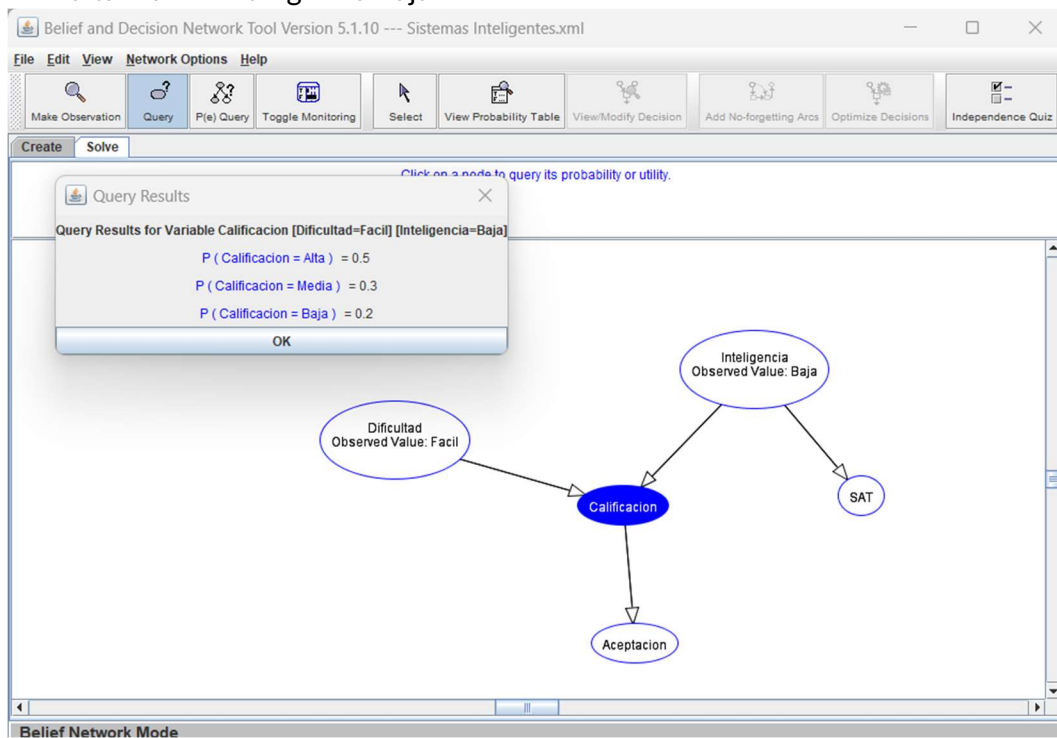 Belief and Decision Network Tool Version 5.1.10 --- Sistemas Inteligentes.xml
File Edit View Network Options Help
Make Observation Query P(e) Query Toggle Monitoring Select View Probability Table View/Modify Decision Add No-forgetting Arcs Optimize Decisions Independence Quiz
Create Solve
Click on a node to query its probability or utility.
Query Results
Query Results for Variable Calificacion [Dificultad=Facil] [Inteligencia=Baja]
P ( Calificacion = Alta ) = 0.5
P ( Calificacion = Media ) = 0.3
P ( Calificacion = Baja ) = 0.2
OK
Inteligencia
Observed Value: Baja
Dificultad
Observed Value: Facil
Calificacion
SAT
Aceptacion
Belief Network Mode